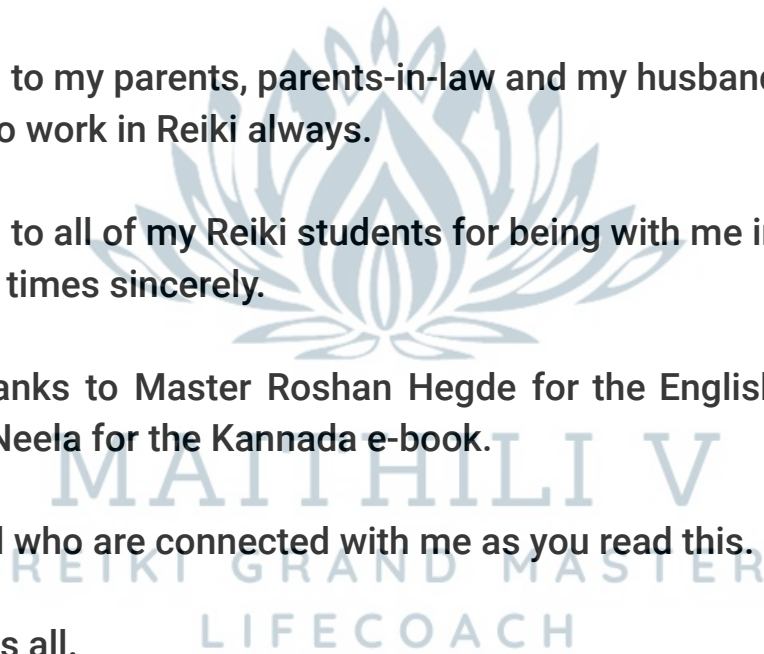 to my parents, parents-in-law and my husband
o work in Reiki always.
to all of my Reiki students for being with me in
times sincerely.
anks to Master Roshan Hegde for the English
Neela for the Kannada e-book.
MAITHILI V
l who are connected with me as you read this.
REIKI GRAND MASTER
LIFECOACH
s all.